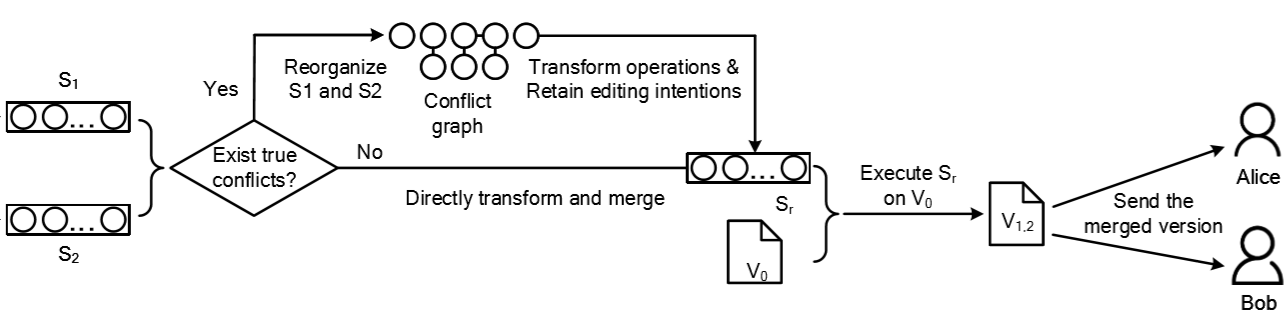 S₁
S₂
Exist true
conflicts?
Yes
No
Reorganize
S1 and S2
Conflict
graph
Transform operations &
Retain editing intentions
Directly transform and merge
Sᵣ
V₀
Execute Sᵣ
on V₀
V₁,₂
Send the
merged version
Alice
Bob